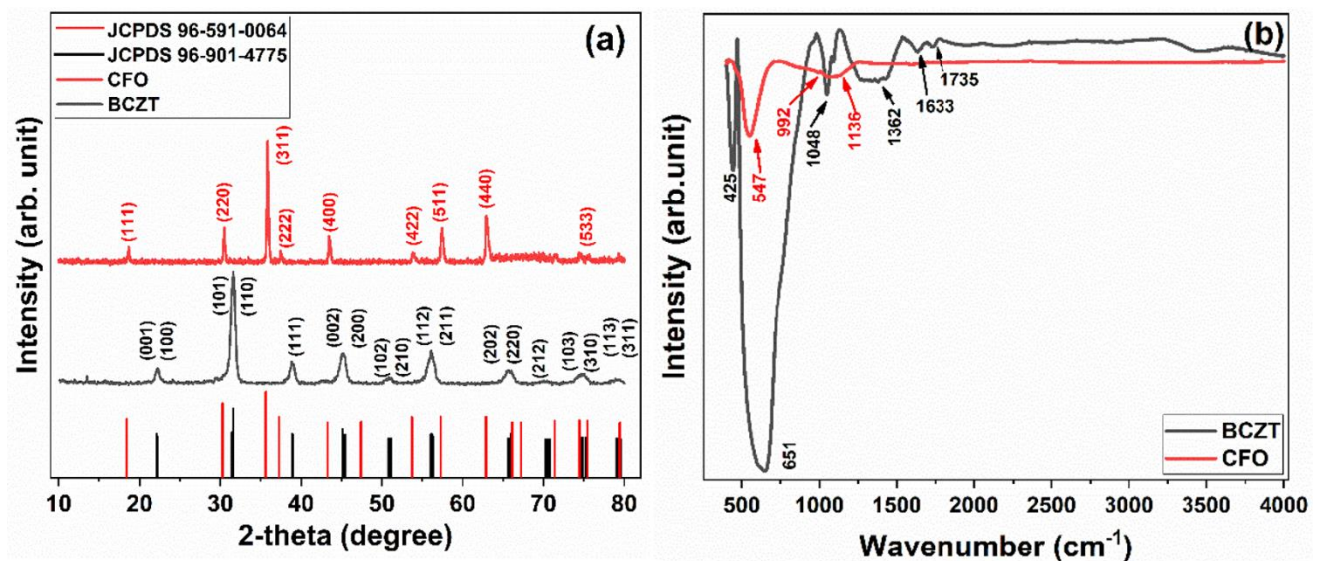 JCPDS 96-591-0064
JCPDS 96-901-4775
CFO
BCZT
(a)
Intensity (arb. unit)
(111)
(220)
(311)
(222)
(400)
(422)
(511)
(440)
(533)
(001)
(100)
(101)
(110)
(111)
(002)
(200)
(102)
(210)
(112)
(211)
(202)
(220)
(212)
(103)
(310)
(113)
(311)
10 20 30 40 50 60 70 80
2-theta (degree)
(b)
Intensity (arb.unit)
425
547
651
992
1048
1136
1362
1633
1735
BCZT
CFO
500 1000 1500 2000 2500 3000 3500 4000
Wavenumber (cm⁻¹)